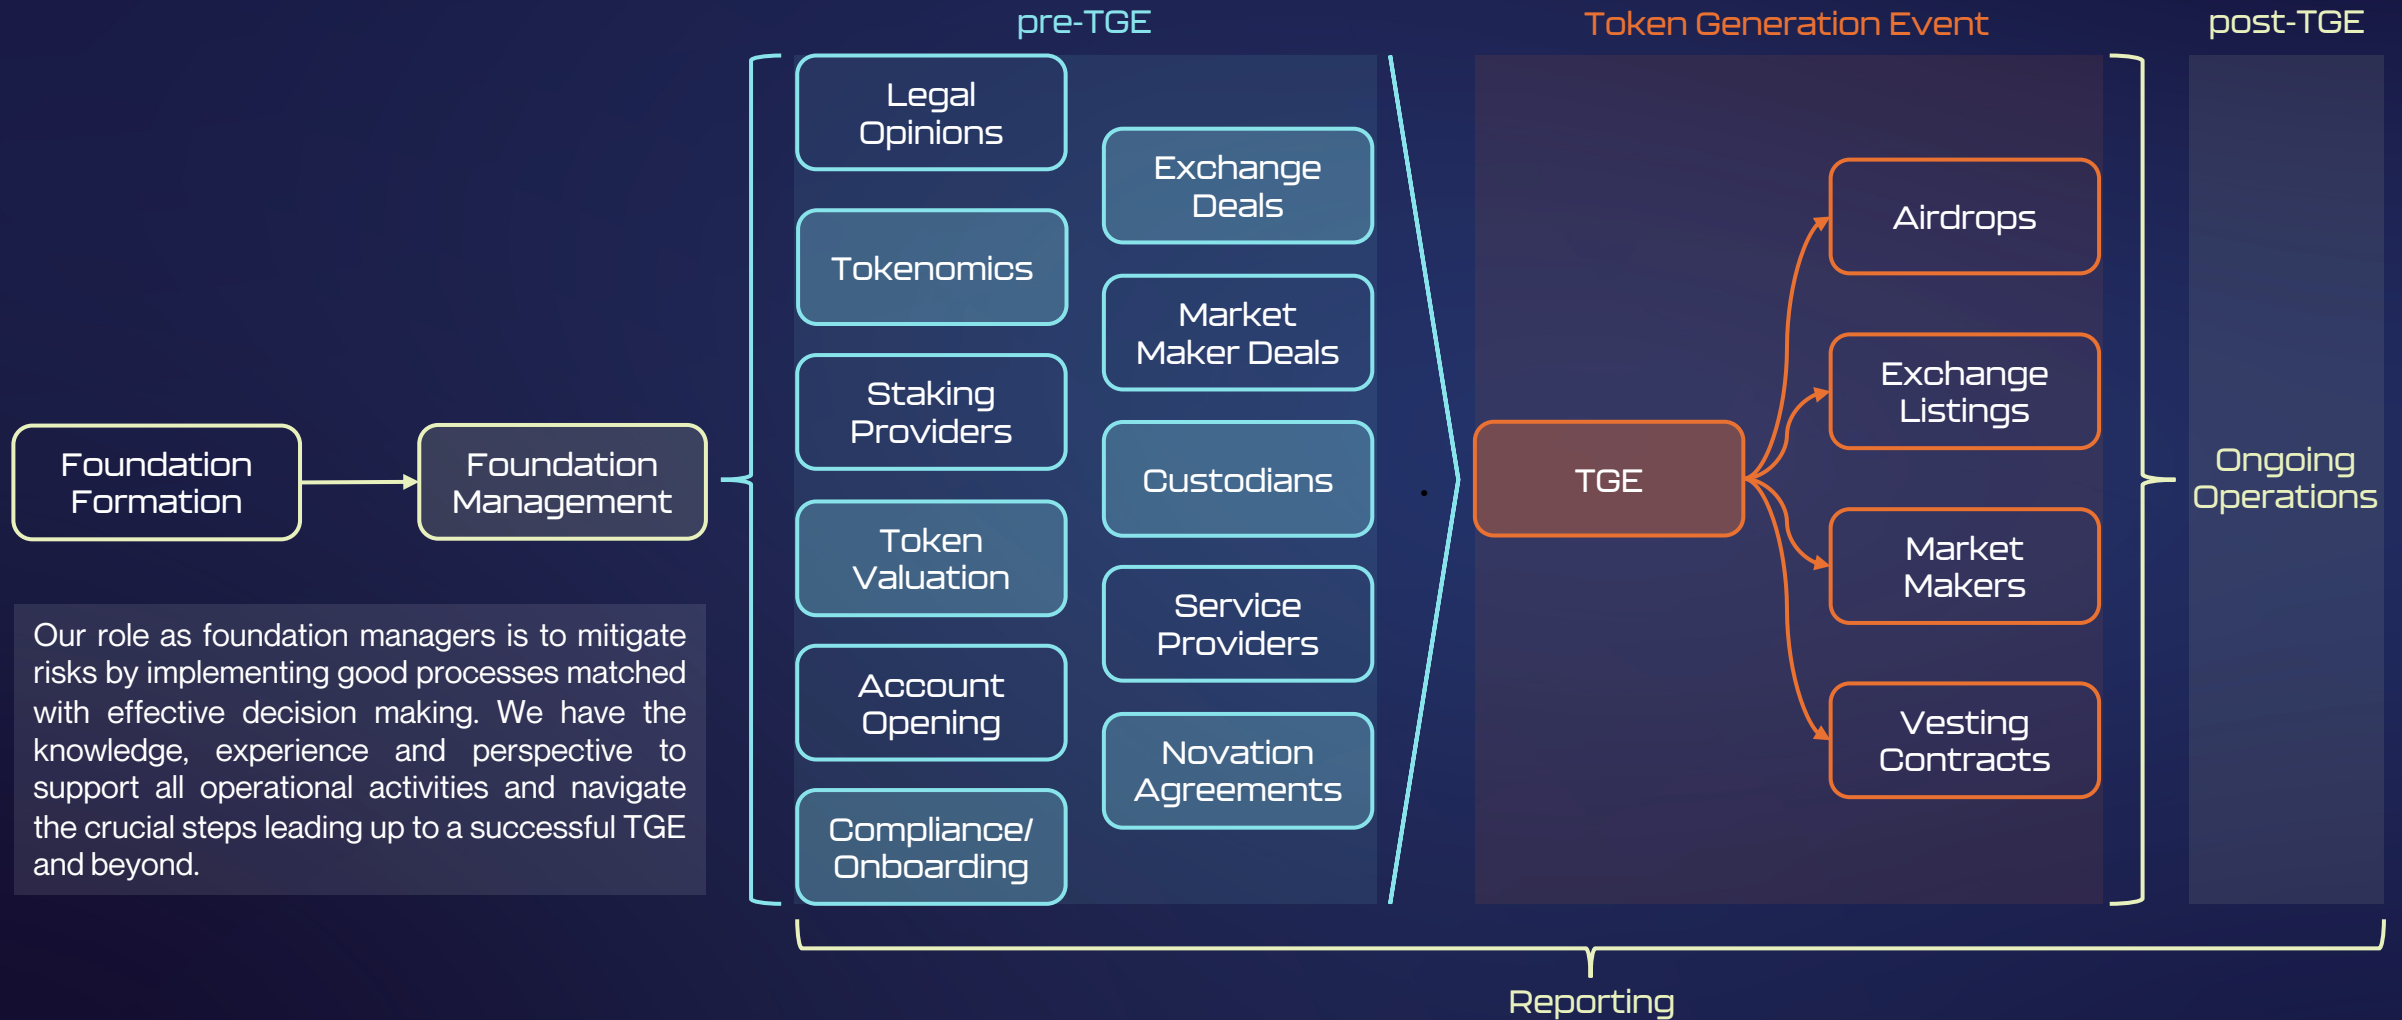 pre-TGE
Token Generation Event
post-TGE
Foundation
Formation
Foundation
Management
Our role as foundation managers is to mitigate
risks by implementing good processes matched
with effective decision making. We have the
knowledge, experience and perspective to
support all operational activities and navigate
the crucial steps leading up to a successful TGE
and beyond.
Legal
Opinions
Tokenomics
Staking
Providers
Token
Valuation
Account
Opening
Compliance/
Onboarding
Exchange
Deals
Market
Maker Deals
Custodians
Service
Providers
Novation
Agreements
TGE
Airdrops
Exchange
Listings
Market
Makers
Vesting
Contracts
Ongoing
Operations
Reporting